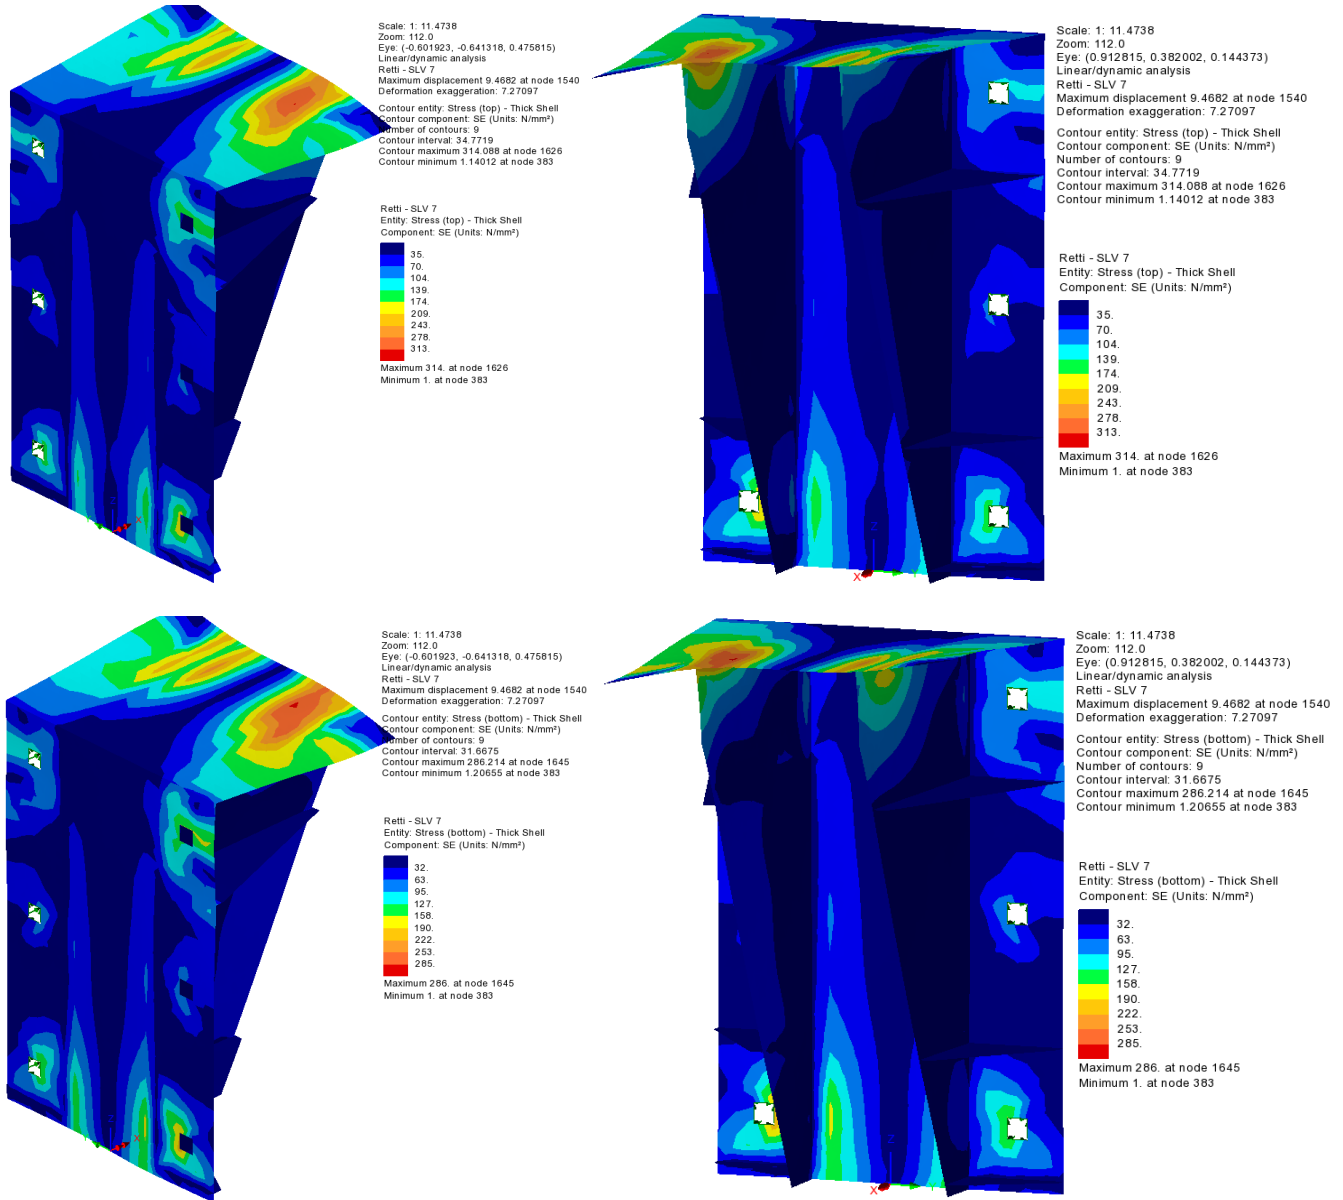 Scale: 1: 11.4738
Zoom: 112.0
Eye: (-0.601923, -0.641318, 0.475815)
Linear/dynamic analysis
Retti - SLV 7
Maximum displacement 9.4682 at node 1540
Deformation exaggeration: 7.27097
Contour entity: Stress (top) - Thick Shell
Contour component: SE (Units: N/mm²)
Number of contours: 9
Contour interval: 34.7719
Contour maximum 314.088 at node 1626
Contour minimum 1.14012 at node 383
Retti - SLV 7
Entity: Stress (top) - Thick Shell
Component: SE (Units: N/mm²)
35.
70.
104.
139.
174.
209.
243.
278.
313.
Maximum 314. at node 1626
Minimum 1. at node 383
Z
X
Scale: 1: 11.4738
Zoom: 112.0
Eye: (0.912815, 0.382002, 0.144373)
Linear/dynamic analysis
Retti - SLV 7
Maximum displacement 9.4682 at node 1540
Deformation exaggeration: 7.27097
Contour entity: Stress (top) - Thick Shell
Contour component: SE (Units: N/mm²)
Number of contours: 9
Contour interval: 34.7719
Contour maximum 314.088 at node 1626
Contour minimum 1.14012 at node 383
Retti - SLV 7
Entity: Stress (top) - Thick Shell
Component: SE (Units: N/mm²)
35.
70.
104.
139.
174.
209.
243.
278.
313.
Maximum 314. at node 1626
Minimum 1. at node 383
Z
X
Scale: 1: 11.4738
Zoom: 112.0
Eye: (-0.601923, -0.641318, 0.475815)
Linear/dynamic analysis
Retti - SLV 7
Maximum displacement 9.4682 at node 1540
Deformation exaggeration: 7.27097
Contour entity: Stress (bottom) - Thick Shell
Contour component: SE (Units: N/mm²)
Number of contours: 9
Contour interval: 31.6675
Contour maximum 286.214 at node 1645
Contour minimum 1.20655 at node 383
Retti - SLV 7
Entity: Stress (bottom) - Thick Shell
Component: SE (Units: N/mm²)
32.
63.
95.
127.
158.
190.
222.
253.
285.
Maximum 286. at node 1645
Minimum 1. at node 383
Z
X
Scale: 1: 11.4738
Zoom: 112.0
Eye: (0.912815, 0.382002, 0.144373)
Linear/dynamic analysis
Retti - SLV 7
Maximum displacement 9.4682 at node 1540
Deformation exaggeration: 7.27097
Contour entity: Stress (bottom) - Thick Shell
Contour component: SE (Units: N/mm²)
Number of contours: 9
Contour interval: 31.6675
Contour maximum 286.214 at node 1645
Contour minimum 1.20655 at node 383
Retti - SLV 7
Entity: Stress (bottom) - Thick Shell
Component: SE (Units: N/mm²)
32.
63.
95.
127.
158.
190.
222.
253.
285.
Maximum 286. at node 1645
Minimum 1. at node 383
Z
X